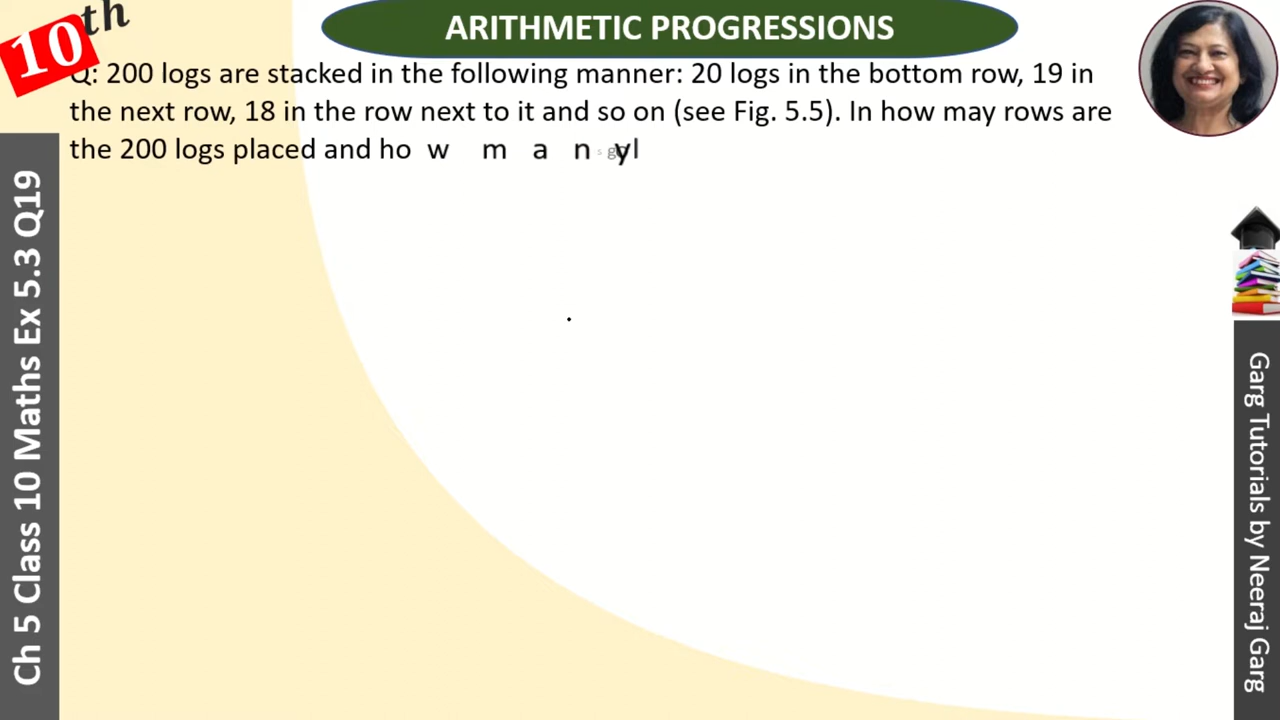 10th
ARITHMETIC PROGRESSIONS
Q: 200 logs are stacked in the following manner: 20 logs in the bottom row, 19 in
the next row, 18 in the row next to it and so on (see Fig. 5.5). In how may rows are
the 200 logs placed and how many
Ch 5 Class 10 Maths Ex 5.3 Q19
Garg Tutorials by Neeraj Garg